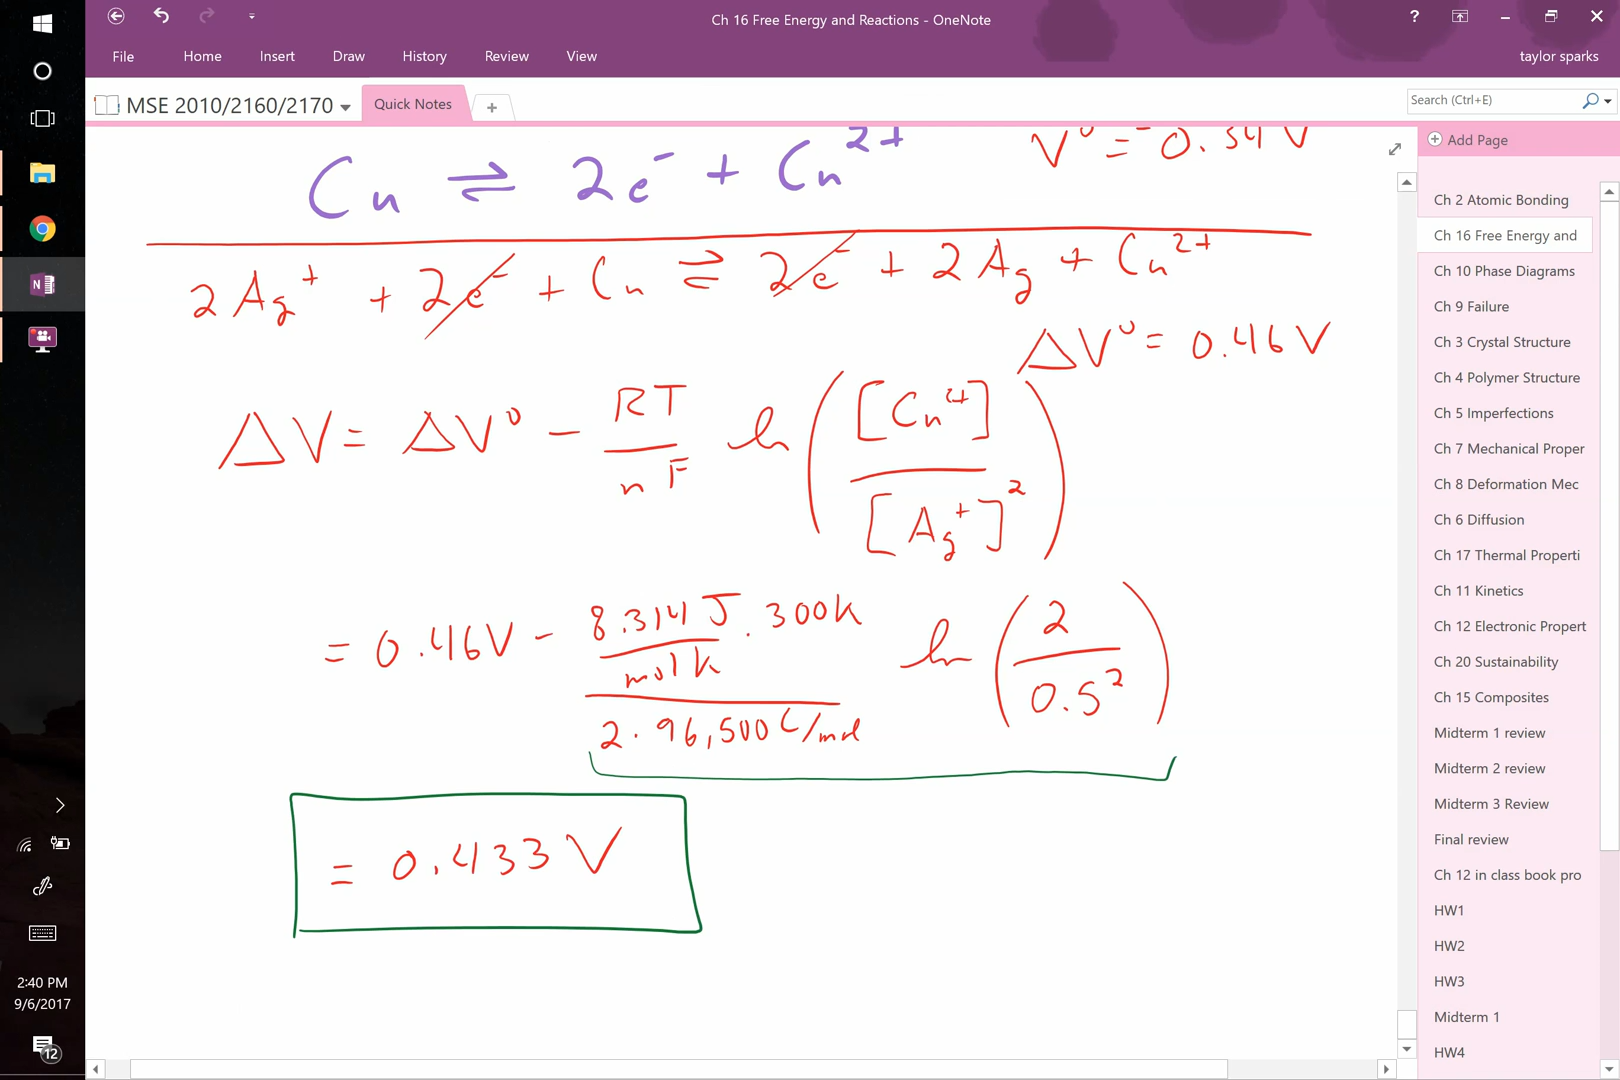 Ch 16 Free Energy and Reactions - OneNote
?
File Home Insert Draw History Review View
taylor sparks
MSE 2010/2160/2170
Quick Notes
+
Search (Ctrl+E)
V⁰ = -0.34 V
Cu ⇌ 2e⁻ + Cu²⁺
2Ag⁺ + 2e⁻ + Cu ⇌ 2e⁻ + 2Ag + Cu²⁺
ΔV⁰ = 0.46 V
ΔV = ΔV⁰ - RT/nF ln([Cu²⁺]/[Ag⁺]²)
= 0.46V - (8.314 J/mol K · 300K)/(2 · 96,500 C/mol) ln(2/0.5²)
= 0.433 V
Add Page
Ch 2 Atomic Bonding
Ch 16 Free Energy and
Ch 10 Phase Diagrams
Ch 9 Failure
Ch 3 Crystal Structure
Ch 4 Polymer Structure
Ch 5 Imperfections
Ch 7 Mechanical Proper
Ch 8 Deformation Mec
Ch 6 Diffusion
Ch 17 Thermal Properti
Ch 11 Kinetics
Ch 12 Electronic Propert
Ch 20 Sustainability
Ch 15 Composites
Midterm 1 review
Midterm 2 review
Midterm 3 Review
Final review
Ch 12 in class book pro
HW1
HW2
HW3
Midterm 1
HW4
2:40 PM
9/6/2017
12